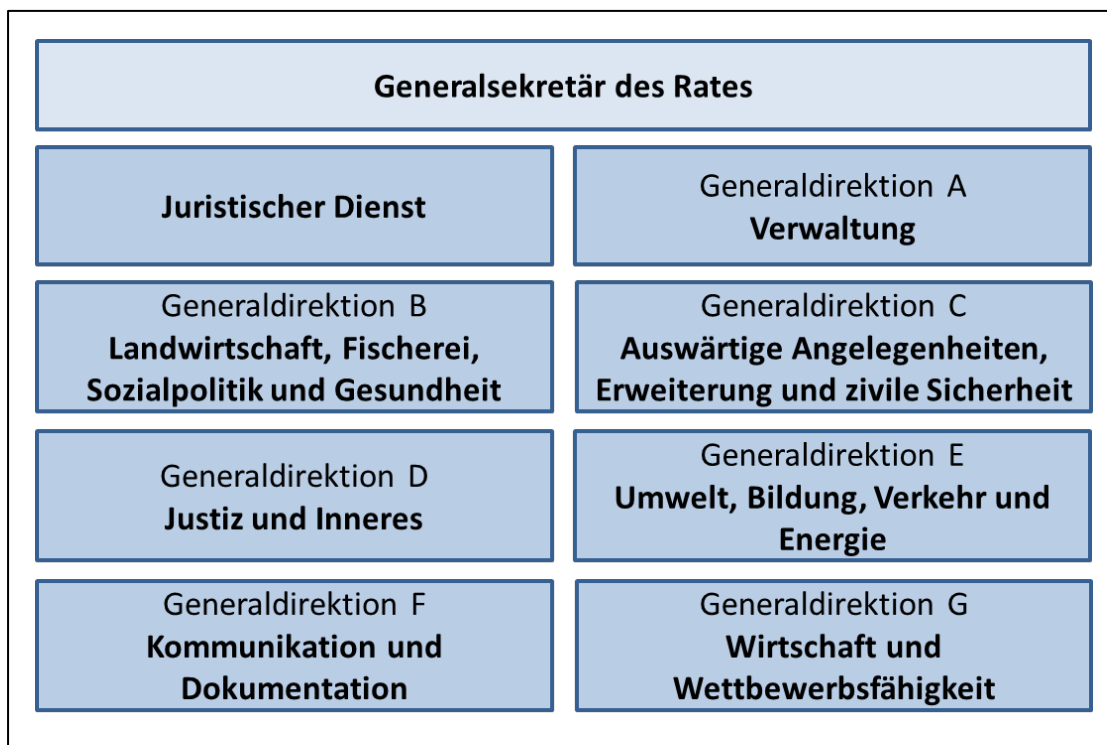 Generalsekretär des Rates
Juristischer Dienst
Generaldirektion A
Verwaltung
Generaldirektion B
Landwirtschaft, Fischerei,
Sozialpolitik und Gesundheit
Generaldirektion C
Auswärtige Angelegenheiten,
Erweiterung und zivile Sicherheit
Generaldirektion D
Justiz und Inneres
Generaldirektion E
Umwelt, Bildung, Verkehr und
Energie
Generaldirektion F
Kommunikation und
Dokumentation
Generaldirektion G
Wirtschaft und
Wettbewerbsfähigkeit